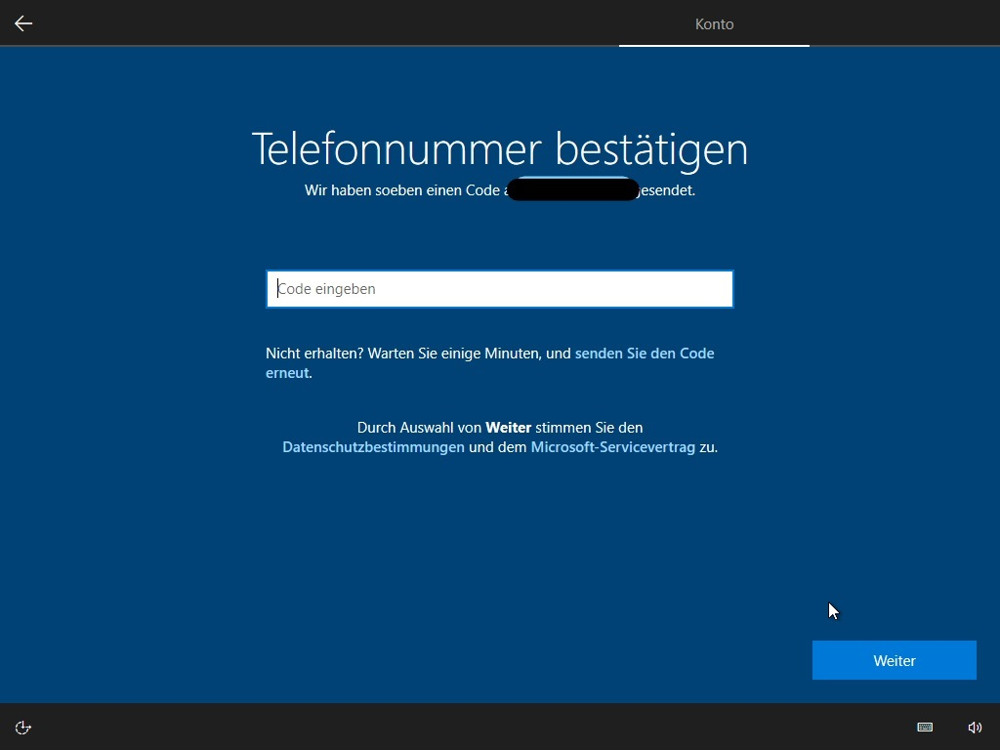 Konto
Telefonnummer bestätigen
Wir haben soeben einen Code gesendet.
Code eingeben
Nicht erhalten? Warten Sie einige Minuten, und senden Sie den Code
erneut.
Durch Auswahl von Weiter stimmen Sie den
Datenschutzbestimmungen und dem Microsoft-Servicevertrag zu.
Weiter